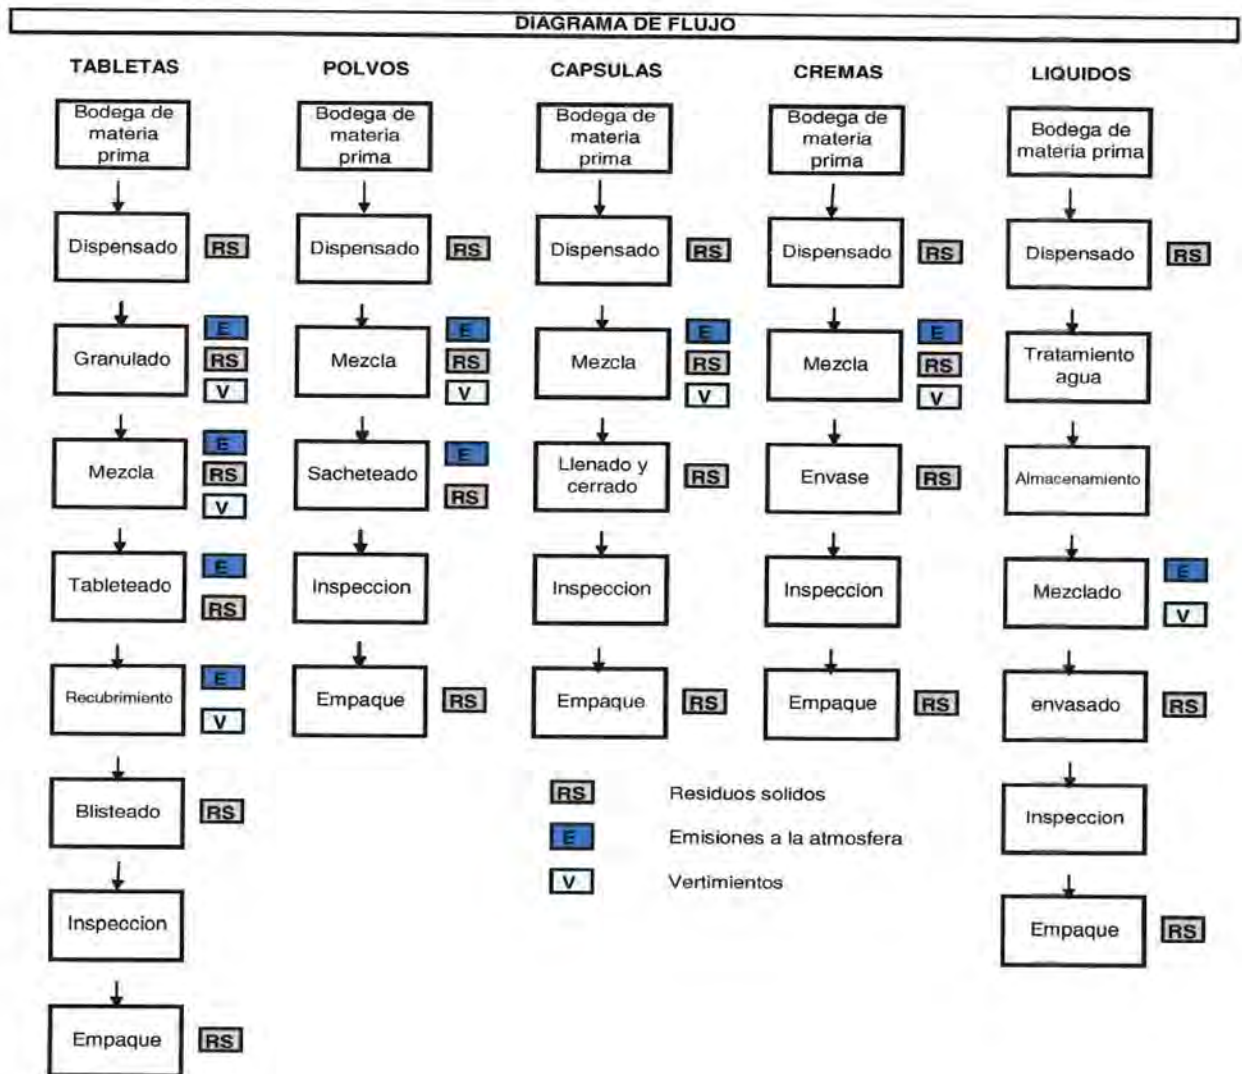 DIAGRAMA DE FLUJO
TABLETAS
Bodega de
materia
prima
Dispensado
RS
Granulado
E
RS
V
Mezcla
E
RS
V
Tableteado
E
RS
Recubrimiento
E
V
Blisteado
RS
Inspeccion
Empaque
RS
POLVOS
Bodega de
materia
prima
Dispensado
RS
Mezcla
E
RS
V
Sacheteado
E
RS
Inspeccion
Empaque
RS
CAPSULAS
Bodega de
materia
prima
Dispensado
RS
Mezcla
E
RS
V
Llenado y
cerrado
RS
Inspeccion
Empaque
RS
CREMAS
Bodega de
materia
prima
Dispensado
RS
Mezcla
E
RS
V
Envase
RS
Inspeccion
Empaque
RS
LIQUIDOS
Bodega de
materia prima
Dispensado
RS
Tratamiento
agua
Almacenamiento
Mezclado
E
V
envasado
RS
Inspeccion
Empaque
RS
RS Residuos solidos
E Emisiones a la atmosfera
V Vertimientos